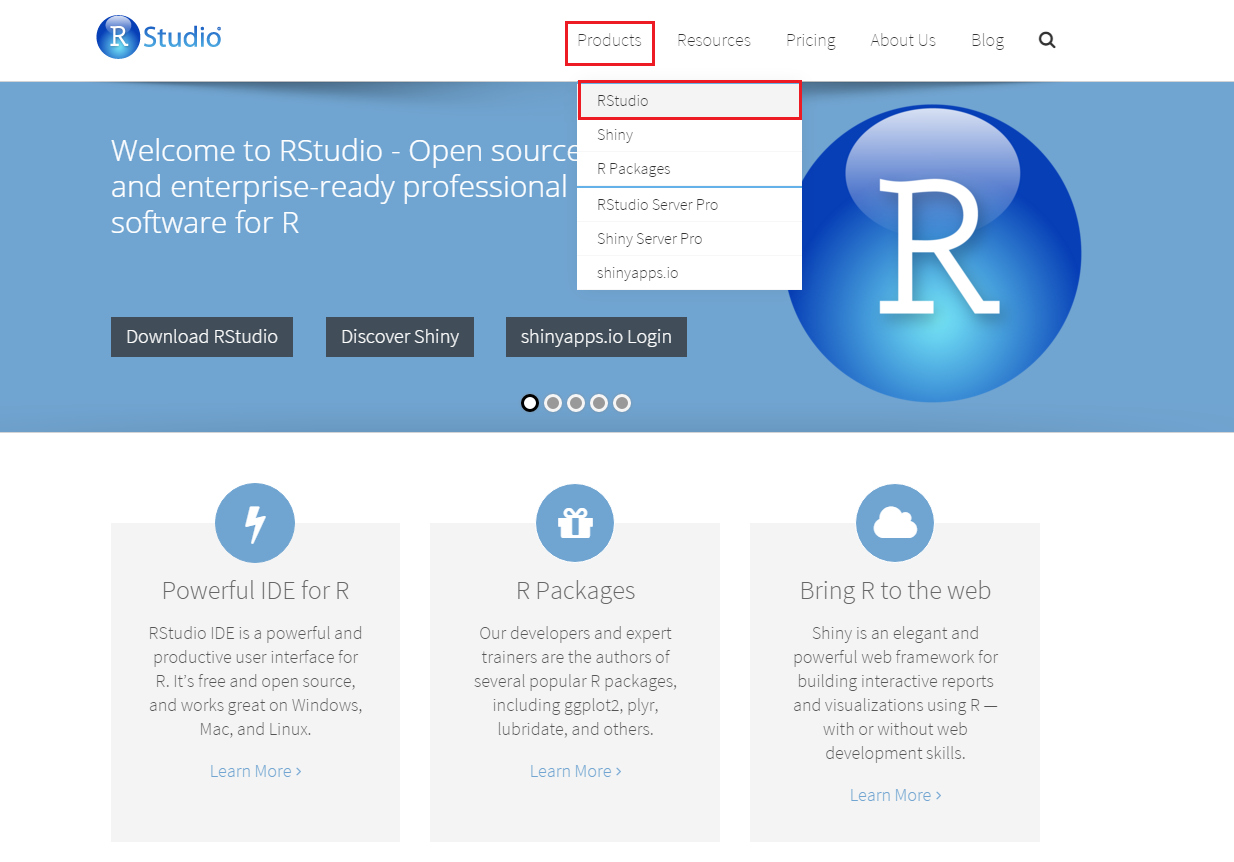 R Studio®
Products Resources Pricing About Us Blog
RStudio
Shiny
R Packages
RStudio Server Pro
Shiny Server Pro
shinyapps.io
Welcome to RStudio - Open source
and enterprise-ready professional
software for R
R
Download RStudio Discover Shiny shinyapps.io Login
Powerful IDE for R
RStudio IDE is a powerful and
productive user interface for
R. It’s free and open source,
and works great on Windows,
Mac, and Linux.
Learn More ›
R Packages
Our developers and expert
trainers are the authors of
several popular R packages,
including ggplot2, plyr,
lubridate, and others.
Learn More ›
Bring R to the web
Shiny is an elegant and
powerful web framework for
building interactive reports
and visualizations using R —
with or without web
development skills.
Learn More ›